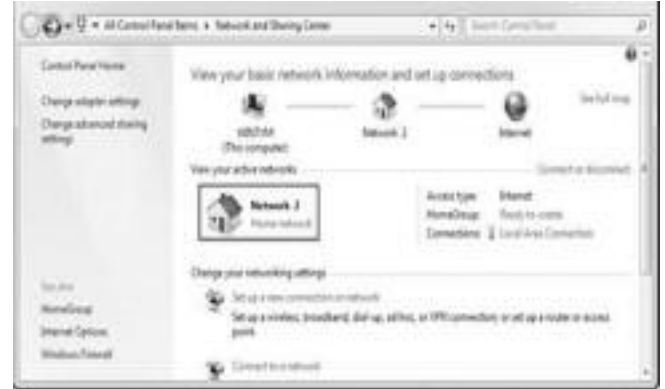 All Control Panel Items ▸ Network and Sharing Center
Search Control Panel
Control Panel Home
Change adapter settings
Change advanced sharing
settings
View your basic network information and set up connections
See full map
(This computer)
Network 2
Internet
View your active networks
Connect or disconnect
Network 2
Home network
Access type: Internet
HomeGroup: Ready to create
Connections: Local Area Connection
Change your networking settings
Set up a new connection or network
Set up a wireless, broadband, dial-up, ad hoc, or VPN connection; or set up a router or access
point.
Connect to a network
See also
HomeGroup
Internet Options
Windows Firewall